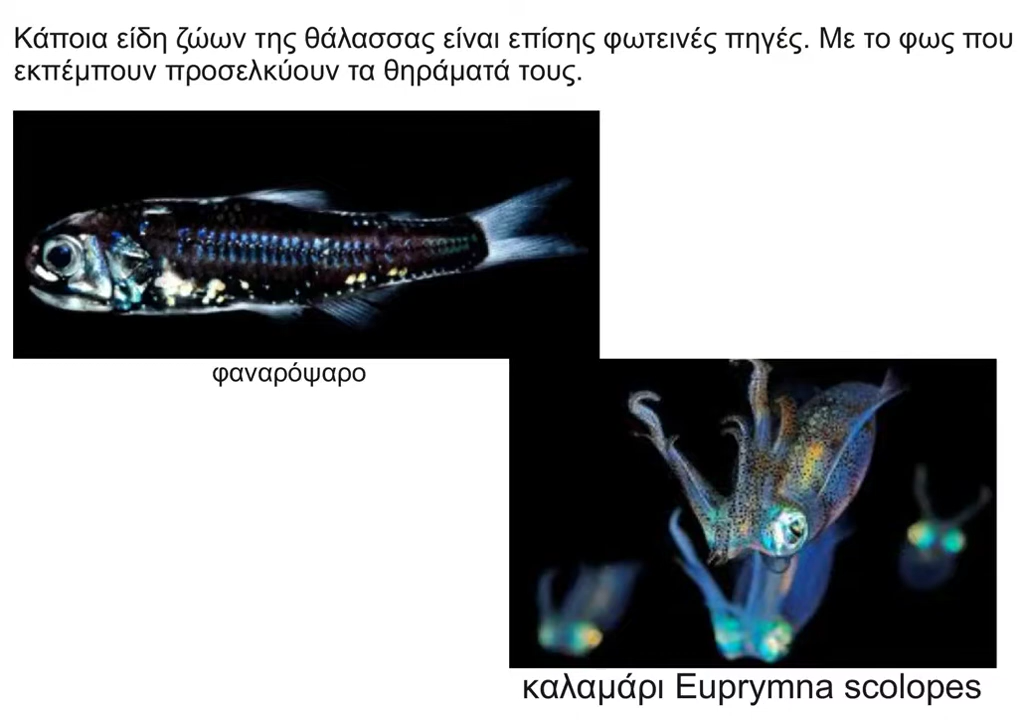 Κάποια είδη ζώων της θάλασσας είναι επίσης φωτεινές πηγές. Με το φως που
εκπέμπουν προσελκύουν τα θηράματά τους.
φαναρόψαρο
καλαμάρι Euprymna scolopes